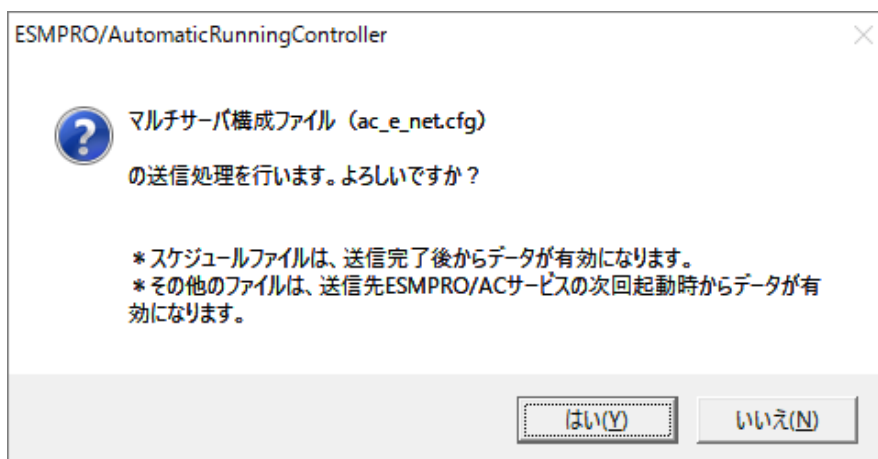 ESMPRO/AutomaticRunningController
マルチサーバ構成ファイル（ac_e_net.cfg）
の送信処理を行います。よろしいですか？
＊スケジュールファイルは、送信完了後からデータが有効になります。
＊その他のファイルは、送信先ESMPRO/ACサービスの次回起動時からデータが有
効になります。
はい(Y)
いいえ(N)